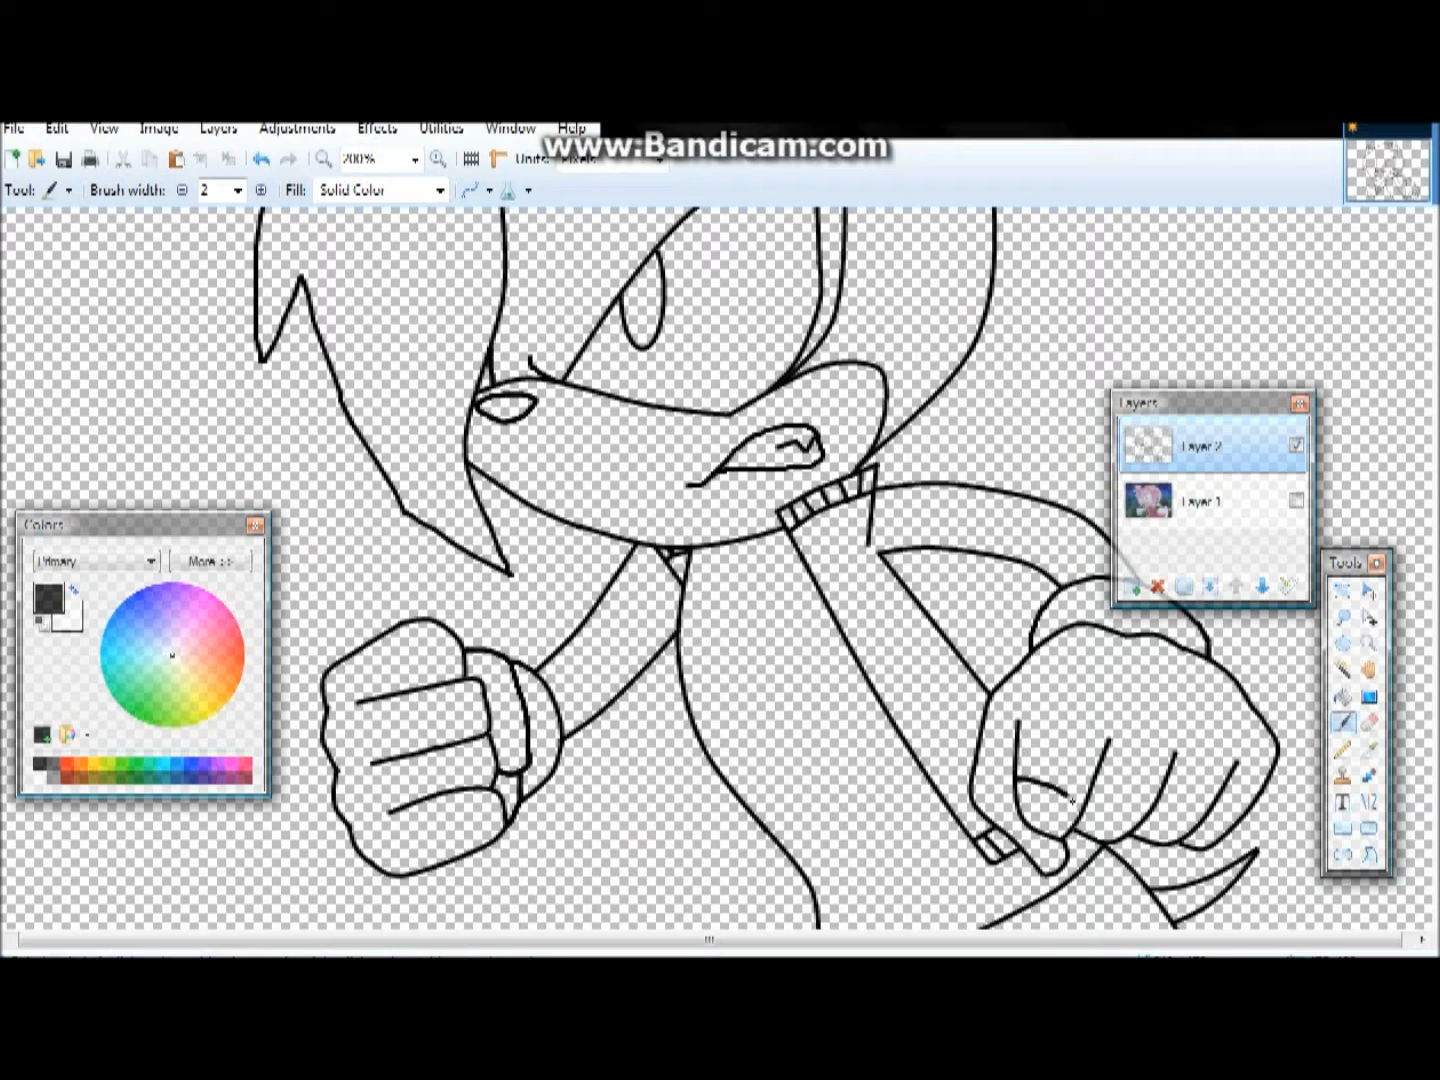 File Edit View Image Layers Adjustments Effects Utilities Window Help
www.Bandicam.com
200% Units: Pixels
Tool: Brush width: 2 Fill: Solid Color
Layers
Layer 2
Layer 1
Colors
Primary More >>
Tools
T